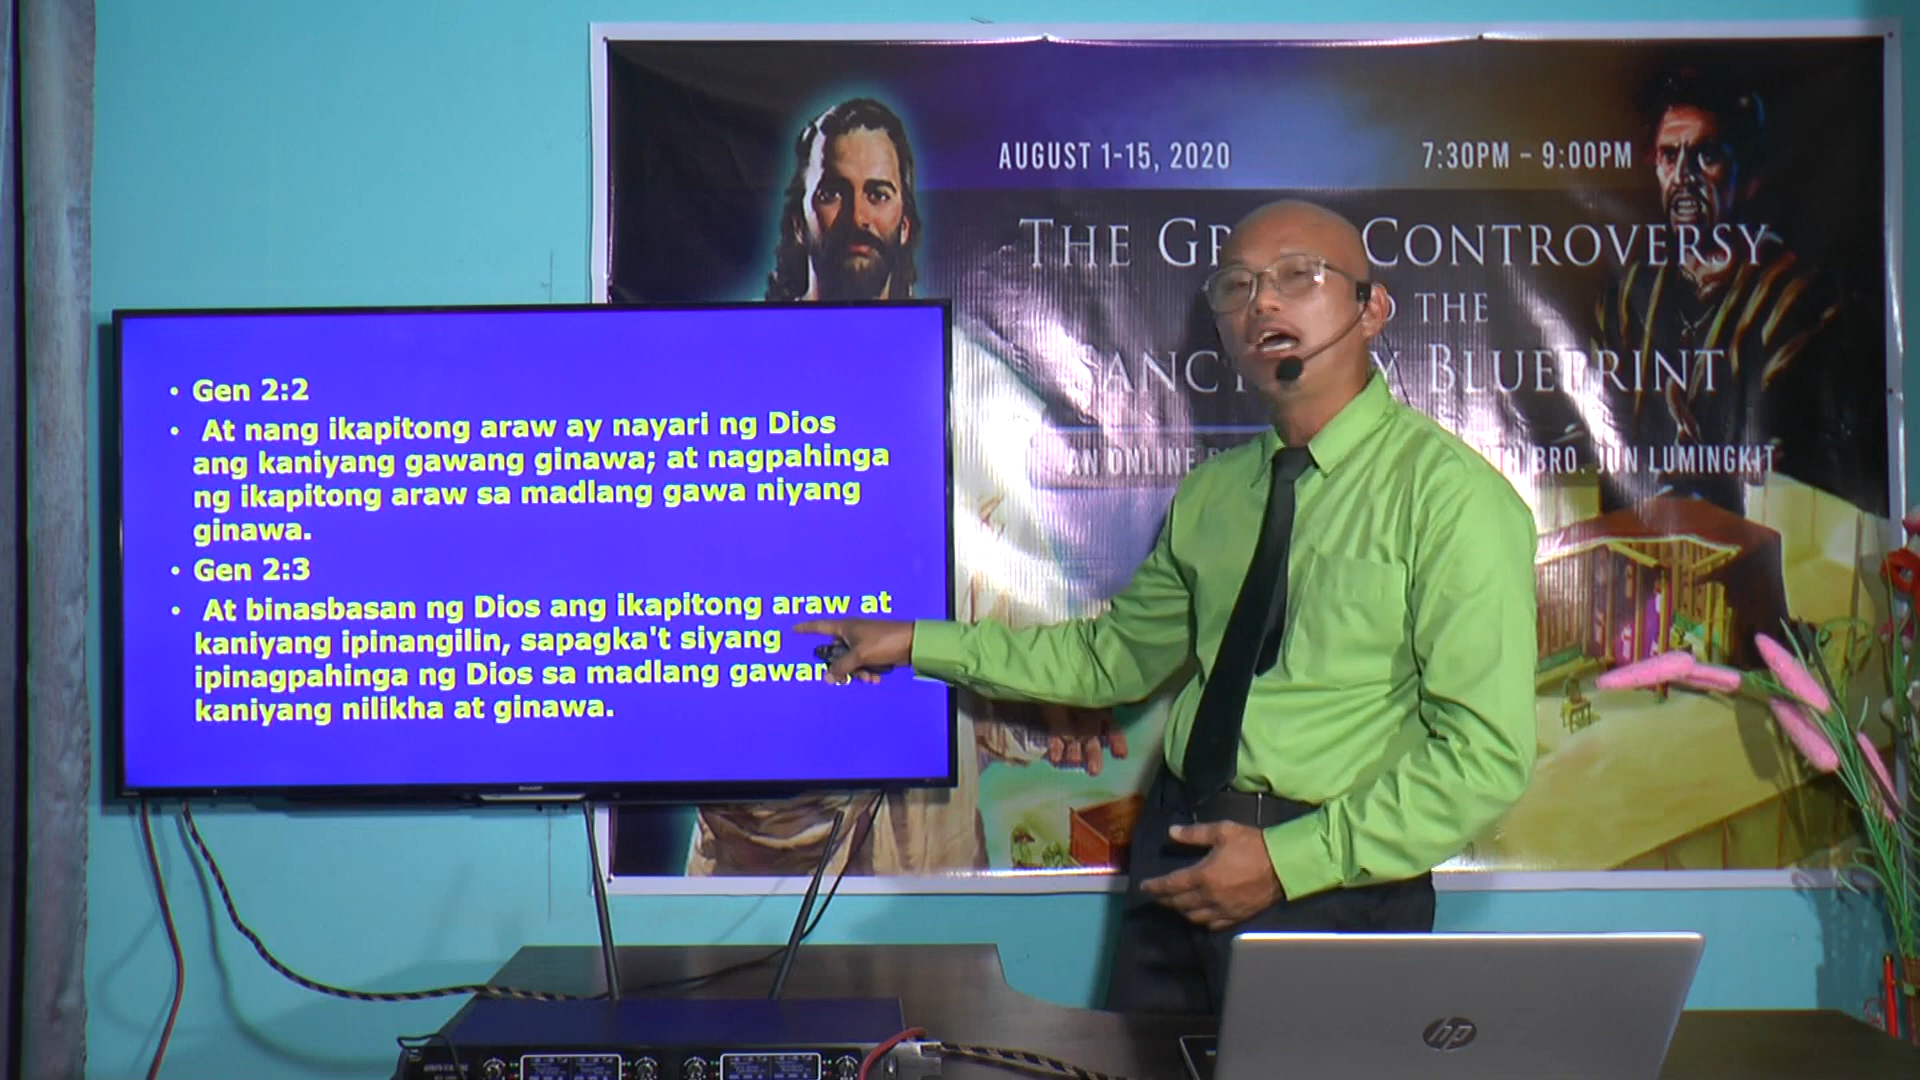 AUGUST 1-15, 2020
7:30PM - 9:00PM
THE CONTROVERSY
THE
BLUEPRINT
AN ONLINE
BRO. JUN LUMINGKIT
• Gen 2:2
• At nang ikapitong araw ay nayari ng Dios
ang kaniyang gawang ginawa; at nagpahinga
ng ikapitong araw sa madlang gawa niyang
ginawa.
• Gen 2:3
• At binasbasan ng Dios ang ikapitong araw at
kaniyang ipinangilin, sapagka't siyang
ipinagpahinga ng Dios sa madlang gawang
kaniyang nilikha at ginawa.
SHARP
hp